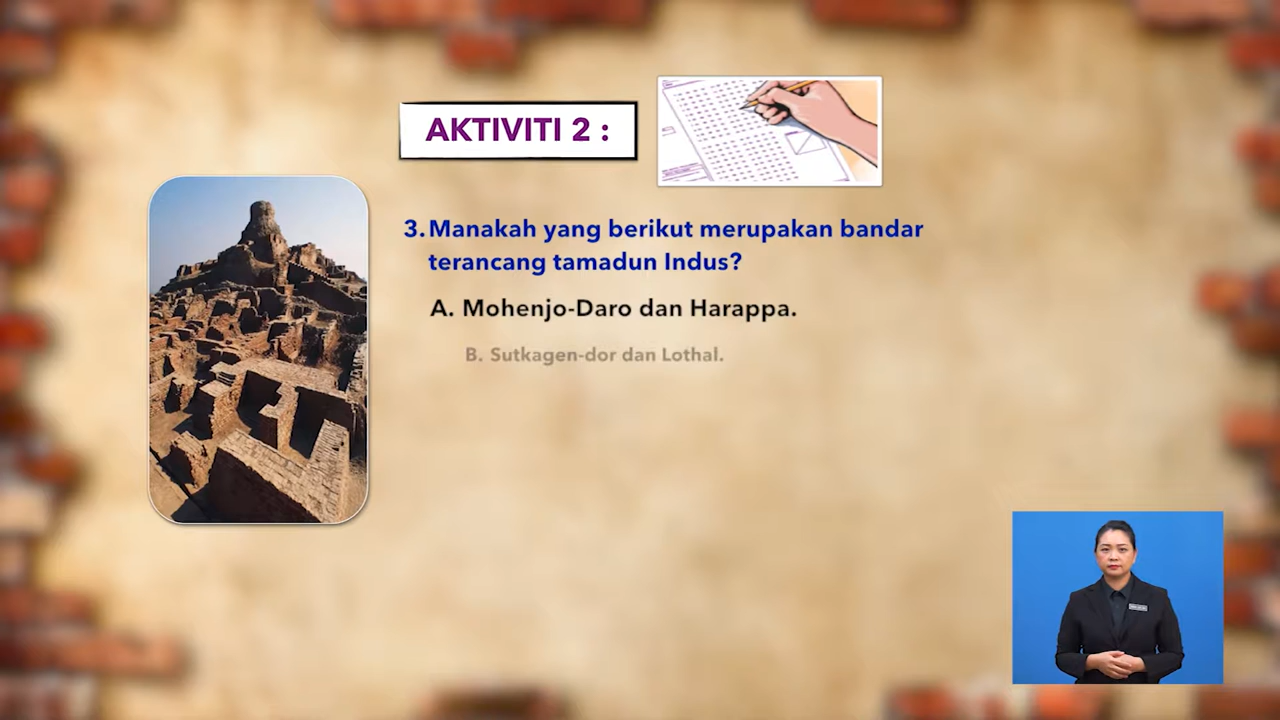 AKTIVITI 2 :
3. Manakah yang berikut merupakan bandar
terancang tamadun Indus?
A. Mohenjo-Daro dan Harappa.
B. Sutkagen-dor dan Lothal.